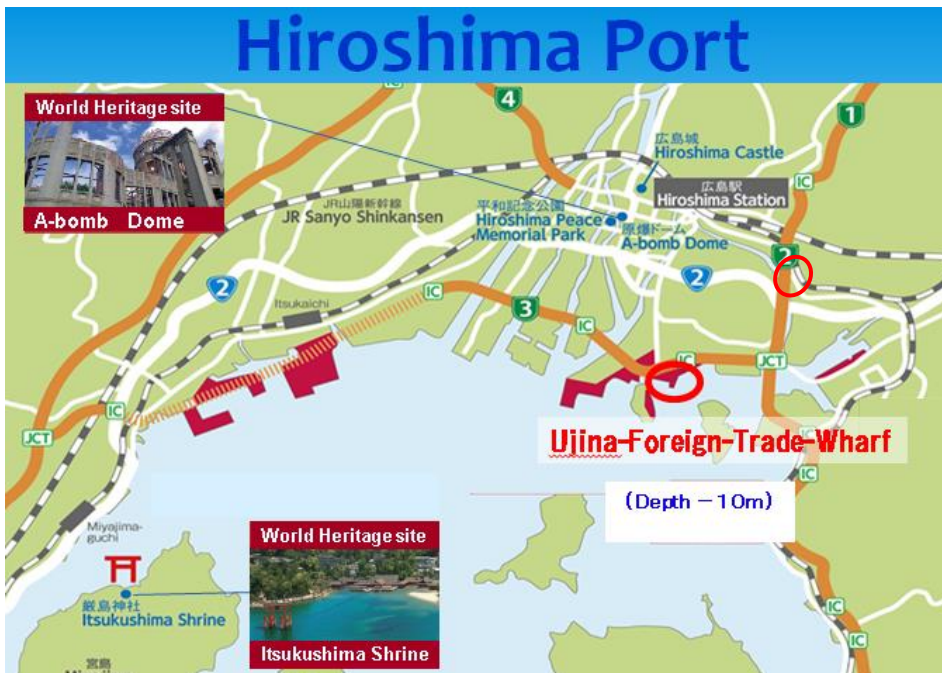 Hiroshima Port
World Heritage site
A-bomb Dome
IC
4
1
IC
広島城
Hiroshima Castle
広島駅
Hiroshima Station
JR山陽新幹線
JR Sanyo Shinkansen
平和記念公園
Hiroshima Peace
Memorial Park
原爆ドーム
A-bomb Dome
2
2
2
Itsukaichi
IC
3
IC
IC
JCT
IC
JCT
Ujina-Foreign-Trade-Wharf
IC
(Depth －10m)
Miyajima-
guchi
World Heritage site
厳島神社
Itsukushima Shrine
Itsukushima Shrine
IC
IC
宮島